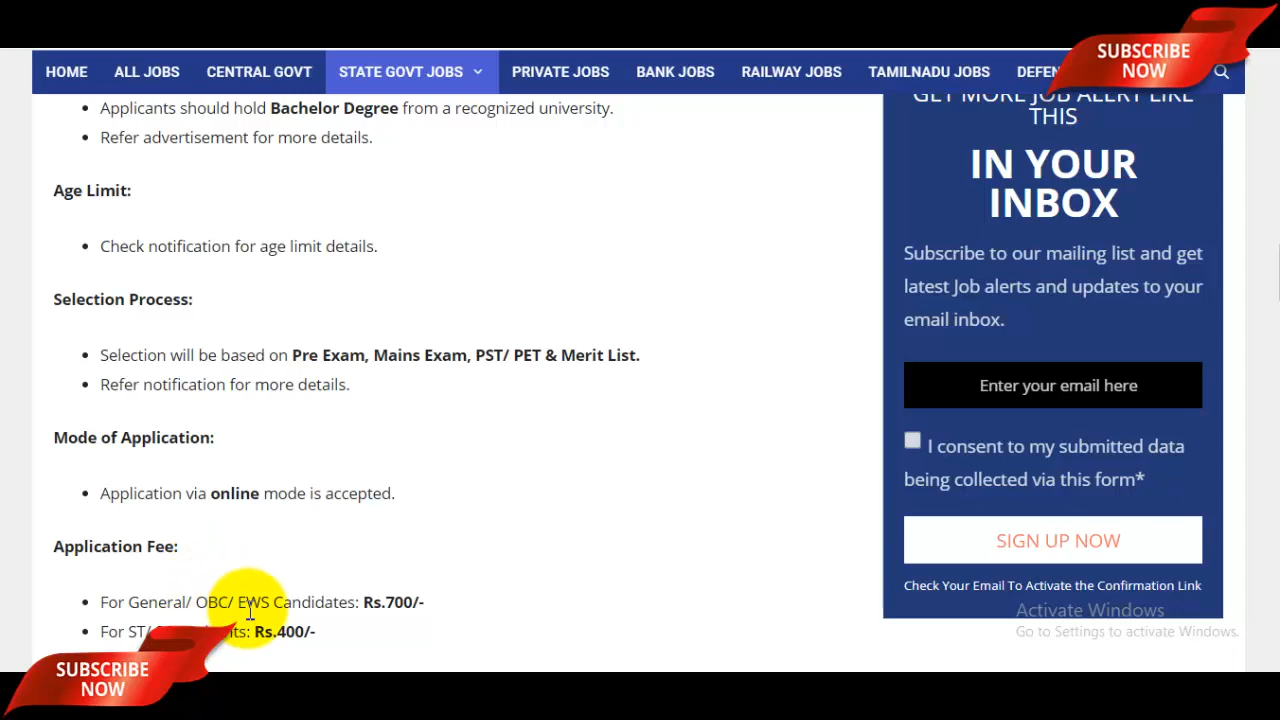 HOME ALL JOBS CENTRAL GOVT STATE GOVT JOBS PRIVATE JOBS BANK JOBS RAILWAY JOBS TAMILNADU JOBS
SUBSCRIBE
NOW
Applicants should hold Bachelor Degree from a recognized university.
Refer advertisement for more details.
Age Limit:
Check notification for age limit details.
Selection Process:
Selection will be based on Pre Exam, Mains Exam, PST/ PET & Merit List.
Refer notification for more details.
Mode of Application:
Application via online mode is accepted.
Application Fee:
For General/ OBC/ EWS Candidates: Rs.700/-
For ST/ Rs.400/-
GET MORE JOB ALERT LIKE
THIS
IN YOUR
INBOX
Subscribe to our mailing list and get
latest Job alerts and updates to your
email inbox.
Enter your email here
I consent to my submitted data
being collected via this form*
SIGN UP NOW
Check Your Email To Activate the Confirmation Link
Activate Windows
Go to Settings to activate Windows.
SUBSCRIBE
NOW